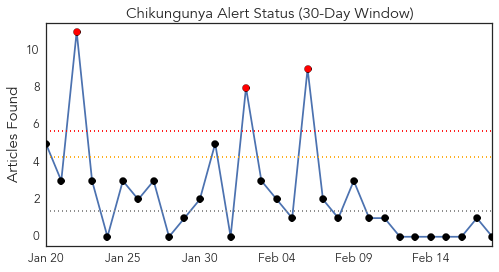 Chikungunya Alert Status (30-Day Window)
Articles Found
10
8
6
4
2
0
Jan 20
Jan 25
Jan 30
Feb 04
Feb 09
Feb 14